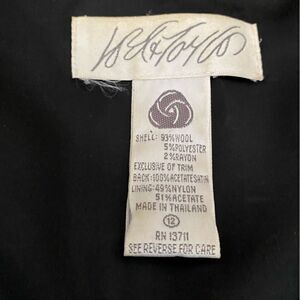 SHELL: 93% WOOL
5% POLYESTER
2% RAYON
EXCLUSIVE OF TRIM
BACK: 100% ACETATE SATIN
LINING: 49% NYLON
51% ACETATE
MADE IN THAILAND
12
RN 13711
SEE REVERSE FOR CARE